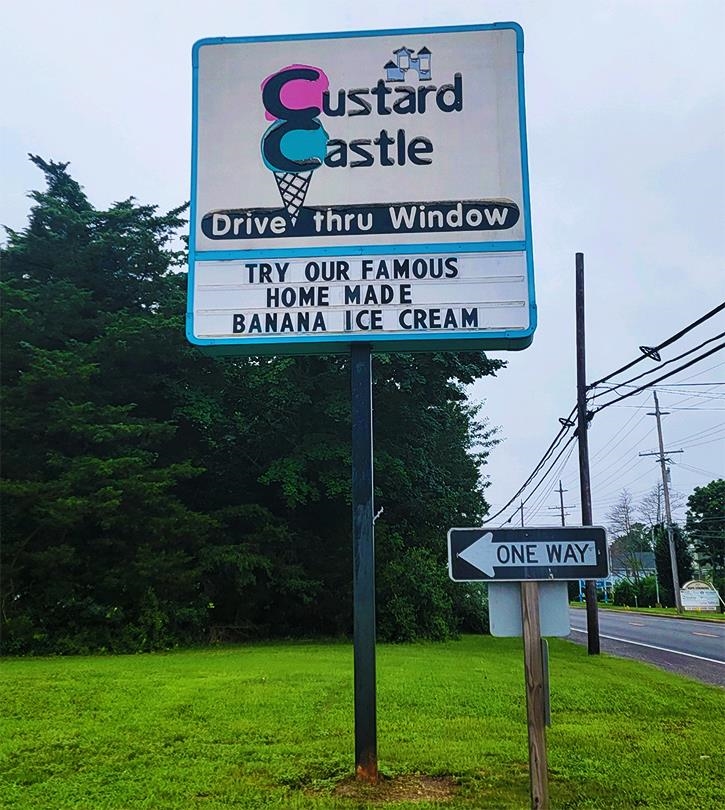 Custard
Castle
Drive thru Window
TRY OUR FAMOUS
HOME MADE
BANANA ICE CREAM
ONE WAY